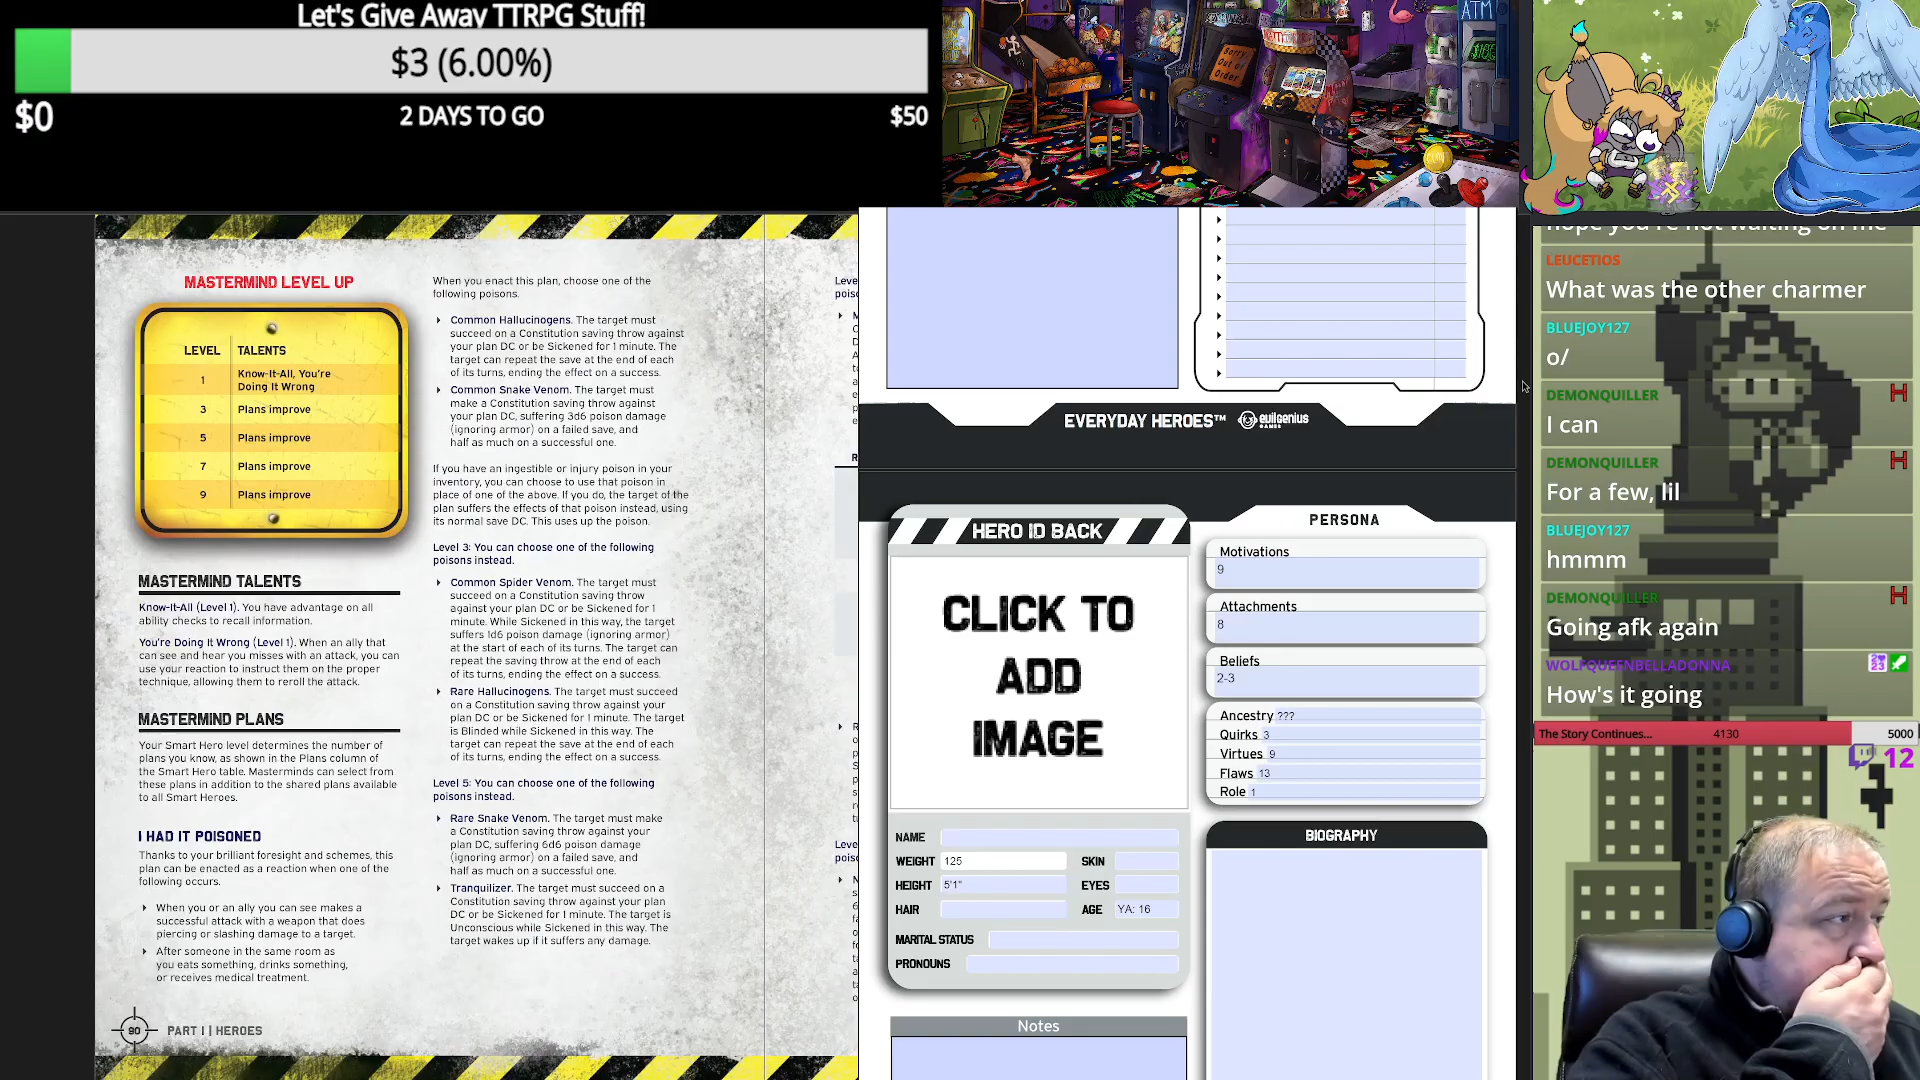 Let's Give Away TTRPG Stuff!
$3 (6.00%)
$0
2 DAYS TO GO
$50
Sorry
Out of
Order
ATM
MASTERMIND LEVEL UP
LEVEL TALENTS
1 Know-It-All, You're
Doing It Wrong
3 Plans improve
5 Plans improve
7 Plans improve
9 Plans improve
MASTERMIND TALENTS
Know-It-All (Level 1). You have advantage on all
ability checks to recall information.
You're Doing It Wrong (Level 1). When an ally that
can see and hear you misses with an attack, you can
use your reaction to instruct them on the proper
technique, allowing them to reroll the attack.
MASTERMIND PLANS
Your Smart Hero level determines the number of
plans you know, as shown in the Plans column of
the Smart Hero table. Masterminds can select from
these plans in addition to the shared plans available
to all Smart Heroes.
I HAD IT POISONED
Thanks to your brilliant foresight and schemes, this
plan can be enacted as a reaction when one of the
following occurs.
When you or an ally you can see makes a
successful attack with a weapon that does
piercing or slashing damage to a target.
After someone in the same room as
you eats something, drinks something,
or receives medical treatment.
90 PART I | HEROES
When you enact this plan, choose one of the
following poisons.
Common Hallucinogens. The target must
succeed on a Constitution saving throw against
your plan DC or be Sickened for 1 minute. The
target can repeat the save at the end of each
of its turns, ending the effect on a success.
Common Snake Venom. The target must
make a Constitution saving throw against
your plan DC, suffering 3d6 poison damage
(ignoring armor) on a failed save, and
half as much on a successful one.
If you have an ingestible or injury poison in your
inventory, you can choose to use that poison in
place of one of the above. If you do, the target of the
plan suffers the effects of that poison instead, using
its normal save DC. This uses up the poison.
Level 3: You can choose one of the following
poisons instead.
Common Spider Venom. The target must
succeed on a Constitution saving throw
against your plan DC or be Sickened for 1
minute. While Sickened in this way, the target
suffers 1d6 poison damage (ignoring armor)
at the start of each of its turns. The target can
repeat the saving throw at the end of each
of its turns, ending the effect on a success.
Rare Hallucinogens. The target must succeed
on a Constitution saving throw against your
plan DC or be Sickened for 1 minute. The target
is Blinded while Sickened in this way. The
target can repeat the save at the end of each
of its turns, ending the effect on a success.
Level 5: You can choose one of the following
poisons instead.
Rare Snake Venom. The target must make
a Constitution saving throw against your
plan DC, suffering 6d6 poison damage
(ignoring armor) on a failed save, and
half as much on a successful one.
Tranquilizer. The target must succeed on a
Constitution saving throw against your plan
DC or be Sickened for 1 minute. The target is
Unconscious while Sickened in this way. The
target wakes up if it suffers any damage.
EVERYDAY HEROES™ evilgenius
GAMES
HERO ID BACK
CLICK TO
ADD
IMAGE
NAME
WEIGHT 125 SKIN
HEIGHT 5'1" EYES
HAIR AGE YA: 16
MARITAL STATUS
PRONOUNS
Notes
PERSONA
Motivations
9
Attachments
8
Beliefs
2-3
Ancestry ???
Quirks 3
Virtues 9
Flaws 13
Role 1
BIOGRAPHY
hope you're not waiting on me
LEUCETIOS
What was the other charmer
BLUEJOY127
o/
DEMONQUILLER
I can
DEMONQUILLER
For a few, lil
BLUEJOY127
hmmm
DEMONQUILLER
Going afk again
WOLFQUEENBELLADONNA
How's it going
The Story Continues... 4130 5000
12